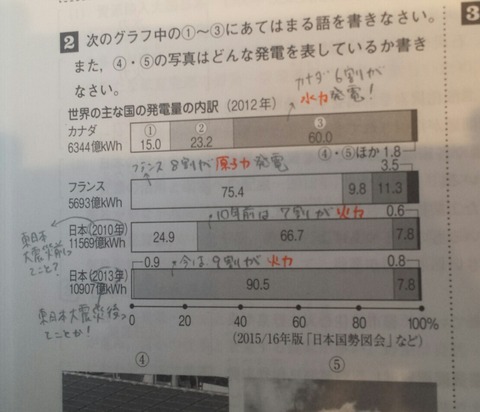 2 次のグラフ中の①〜③にあてはまる語を書きなさい。
また，④・⑤の写真はどんな発電を表しているか書き
なさい。
3
カナダ6割が
火力発電！
世界の主な国の発電量の内訳（2012年）
カナダ
6344億kWh
① ② ③
15.0 23.2 60.0
④・⑤ほか 1.8
フランス8割が原子力発電
3.5
フランス
5693億kWh
75.4 9.8 11.3
10年前は7割が火力
0.6
東日本
大震災前
てこと？
日本（2010年）
11569億kWh
24.9 66.7 7.8
0.9 今は9割が火力 0.8
日本（2013年）
10907億kWh
90.5 7.8
東日本大震災後
てことか！
0 20 40 60 80 100%
（2015/16年版「日本国勢図会」など）
④ ⑤